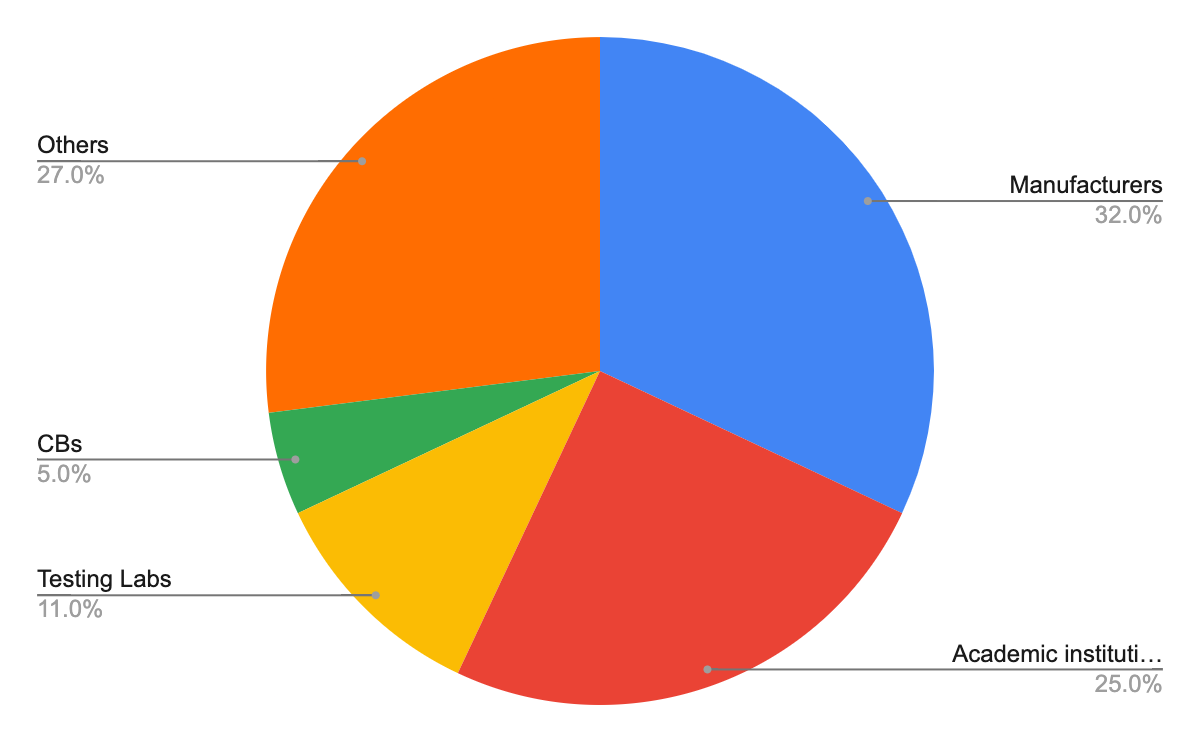 Others
27.0%
Manufacturers
32.0%
CBs
5.0%
Testing Labs
11.0%
Academic instituti…
25.0%